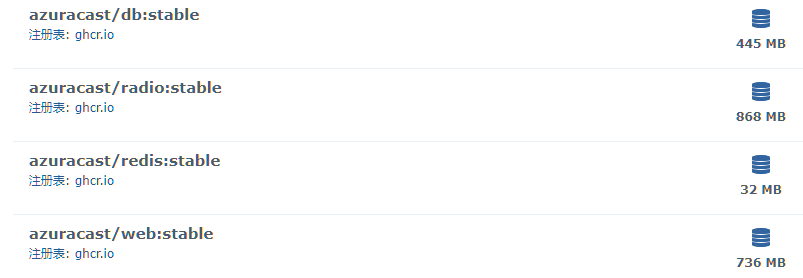 azuracast/db:stable
注册表: ghcr.io
445 MB
azuracast/radio:stable
注册表: ghcr.io
868 MB
azuracast/redis:stable
注册表: ghcr.io
32 MB
azuracast/web:stable
注册表: ghcr.io
736 MB